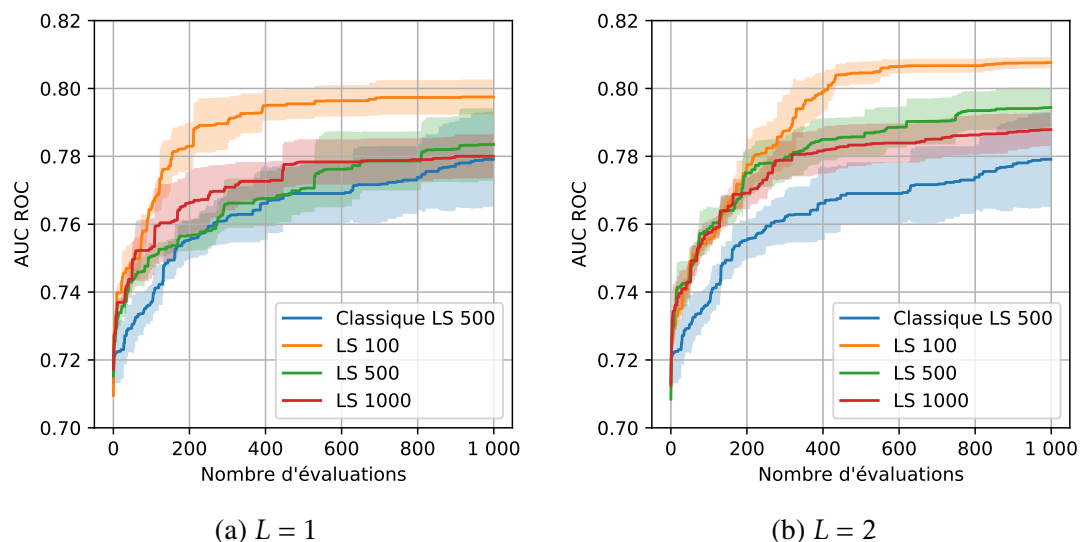 0.82
0.80
0.78
0.76
0.74
0.72
0.70
AUC ROC
0
200
400
600
800
1 000
Nombre d'évaluations
Classique LS 500
LS 100
LS 500
LS 1000
(a) L = 1
0.82
0.80
0.78
0.76
0.74
0.72
0.70
AUC ROC
0
200
400
600
800
1 000
Nombre d'évaluations
Classique LS 500
LS 100
LS 500
LS 1000
(b) L = 2